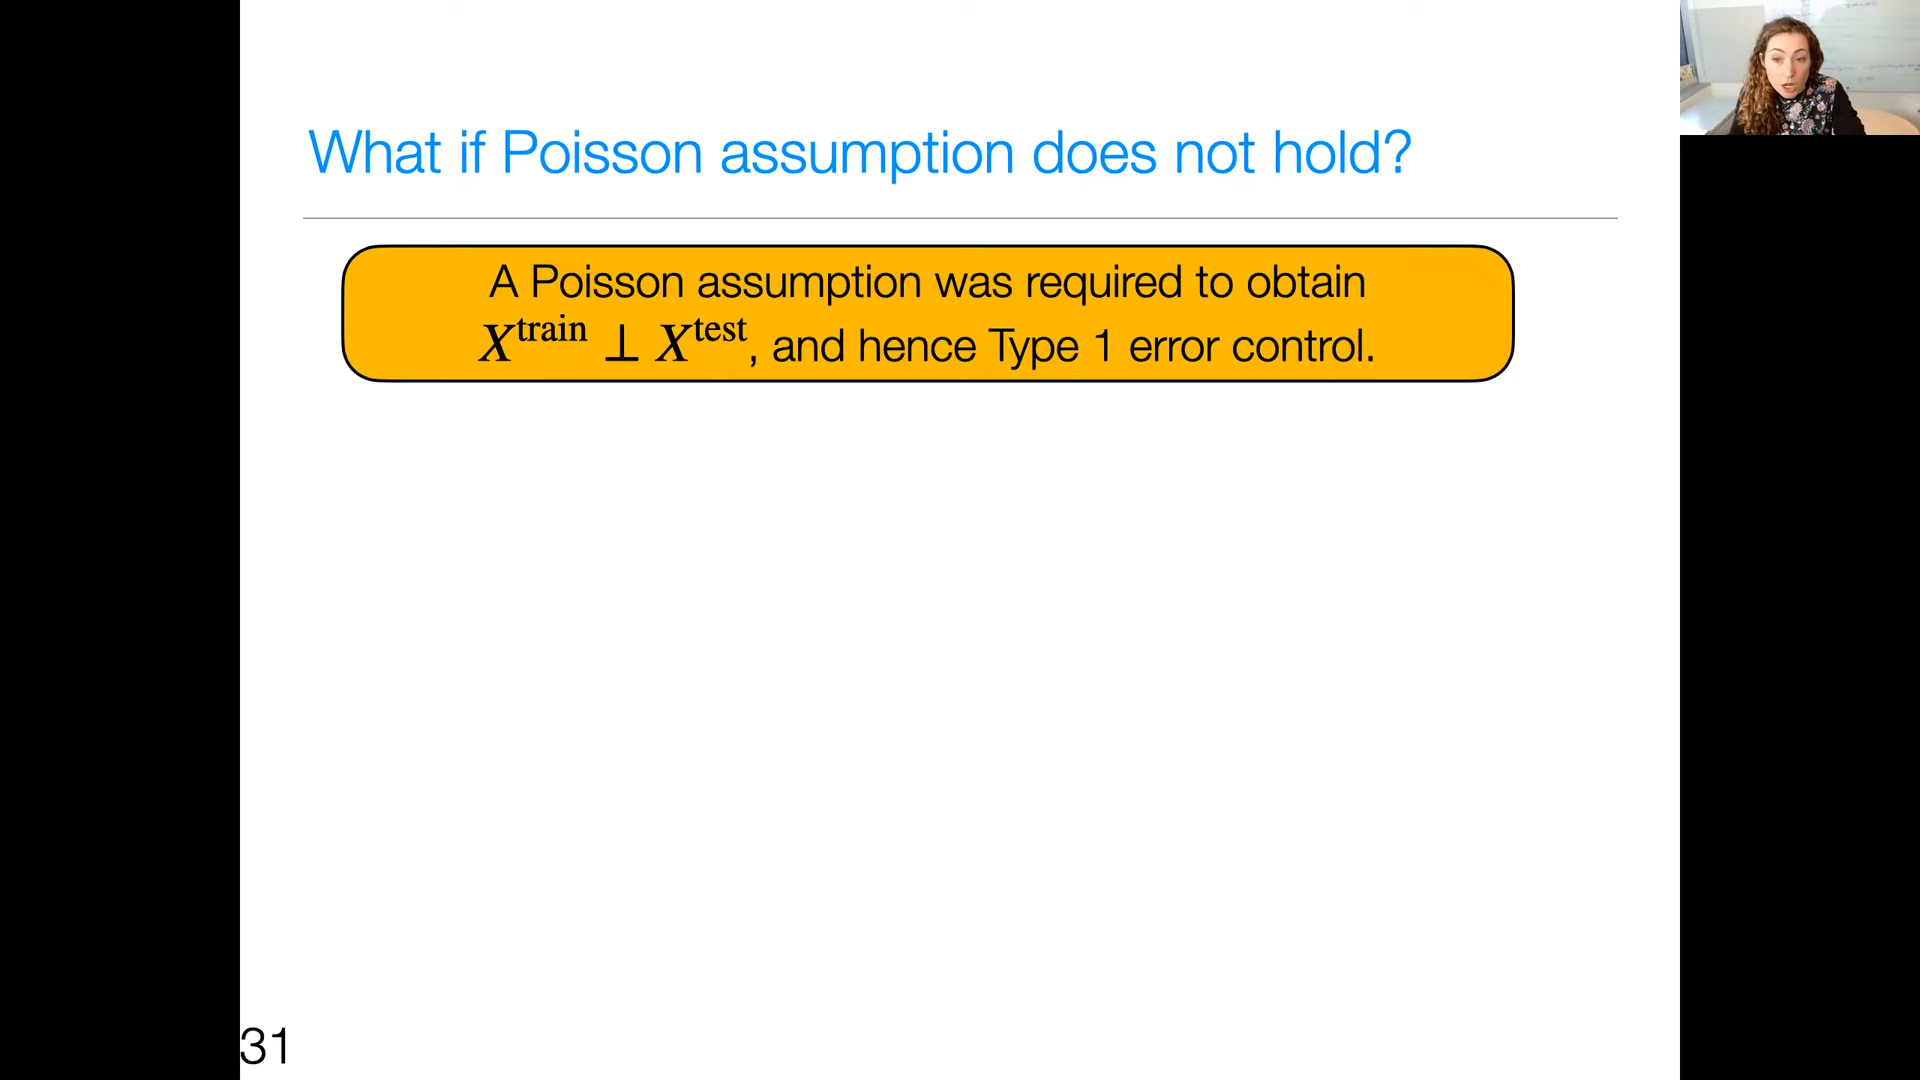 What if Poisson assumption does not hold?
A Poisson assumption was required to obtain
X^train ⊥ X^test, and hence Type 1 error control.
31